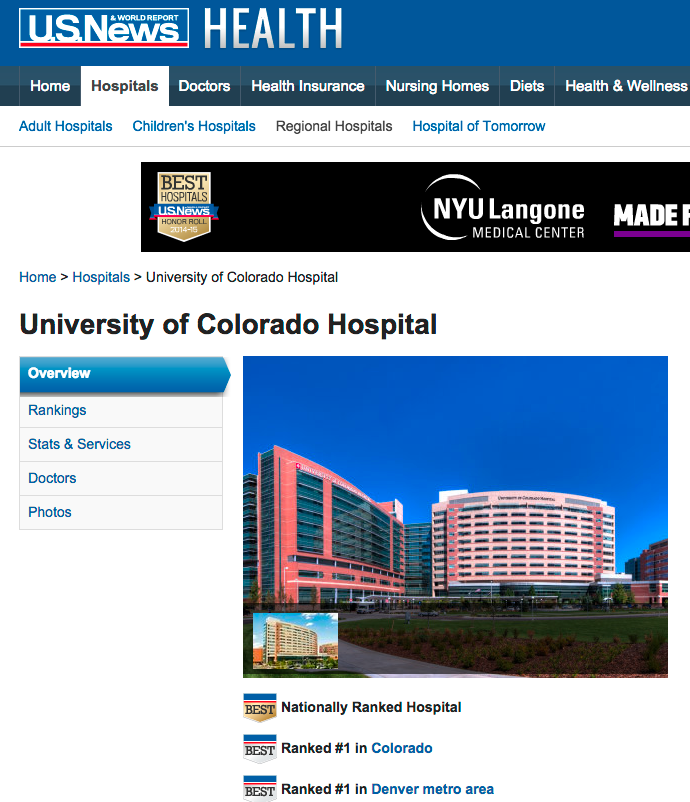 U.S.News
& WORLD REPORT
HEALTH
Home Hospitals Doctors Health Insurance Nursing Homes Diets Health & Wellness
Adult Hospitals Children's Hospitals Regional Hospitals Hospital of Tomorrow
BEST
HOSPITALS
U.S.News
HONOR ROLL
2014-15
NYU Langone
MEDICAL CENTER
MADE
Home > Hospitals > University of Colorado Hospital
University of Colorado Hospital
Overview
Rankings
Stats & Services
Doctors
Photos
UNIVERSITY OF COLORADO HOSPITAL
BEST Nationally Ranked Hospital
BEST Ranked #1 in Colorado
BEST Ranked #1 in Denver metro area